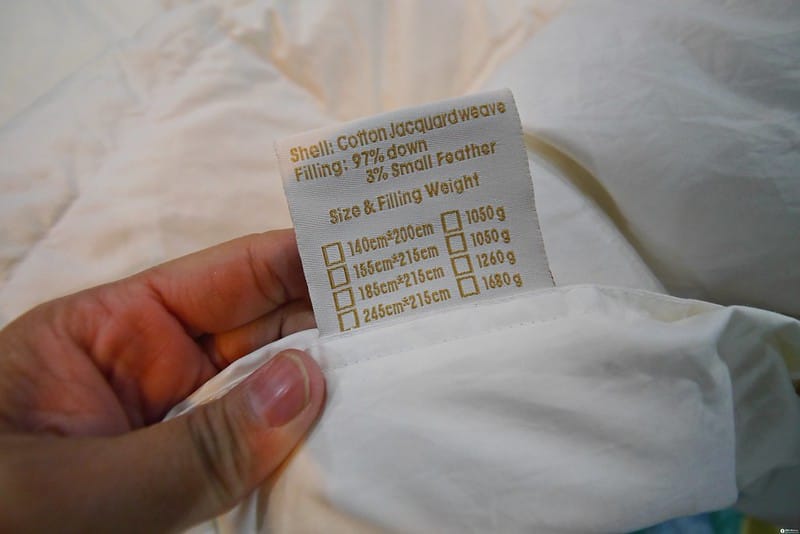 Shell: Cotton Jacquard weave
Filling: 97% down
3% Small Feather
Size & Filling Weight
140cm*200cm 1050g
155cm*215cm 1050g
185cm*215cm 1260g
245cm*215cm 1680g